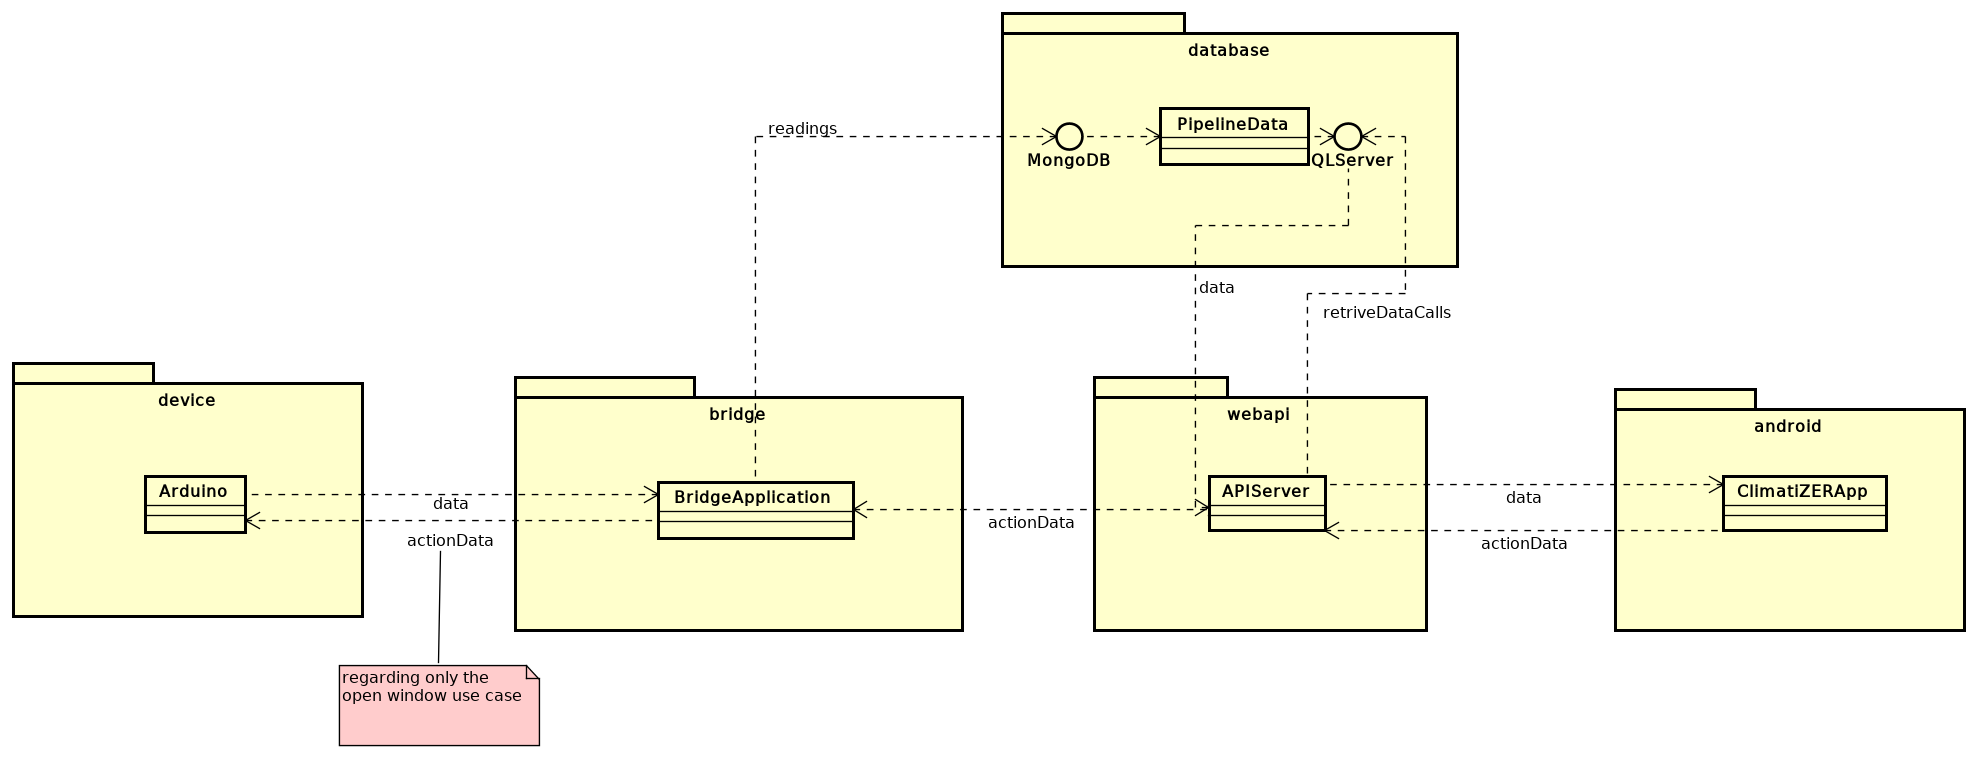 database
readings
PipelineData
MongoDB
QLServer
data
retriveDataCalls
device
bridge
webapi
android
Arduino
data
actionData
BridgeApplication
actionData
APIServer
data
actionData
ClimatiZERApp
regarding only the
open window use case